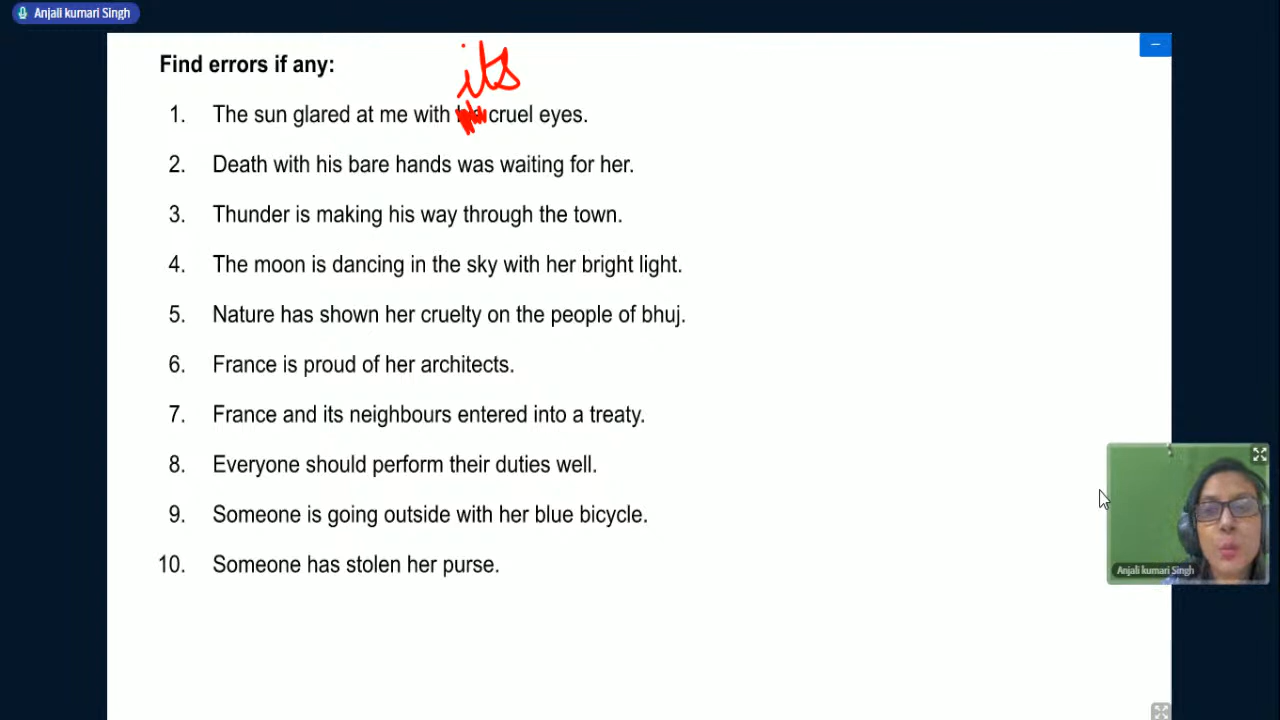 Anjali kumari Singh
Find errors if any:
its
1. The sun glared at me with cruel eyes.
2. Death with his bare hands was waiting for her.
3. Thunder is making his way through the town.
4. The moon is dancing in the sky with her bright light.
5. Nature has shown her cruelty on the people of bhuj.
6. France is proud of her architects.
7. France and its neighbours entered into a treaty.
8. Everyone should perform their duties well.
9. Someone is going outside with her blue bicycle.
10. Someone has stolen her purse.
Anjali kumari Singh